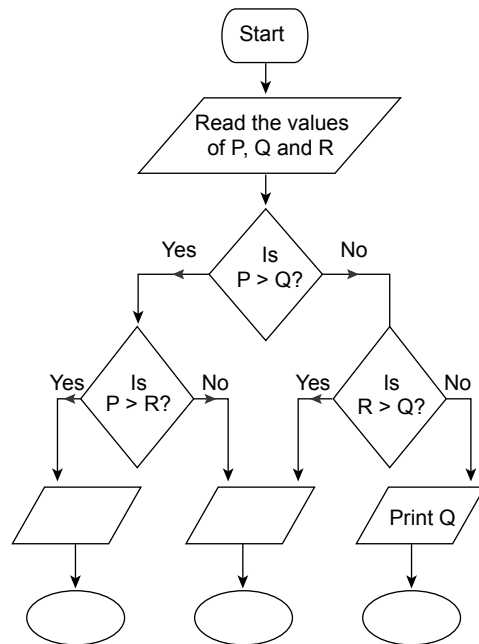 Start
Read the values
of P, Q and R
Yes
Is
P > Q?
No
Yes
Is
P > R?
No
Yes
Is
R > Q?
No
Print Q